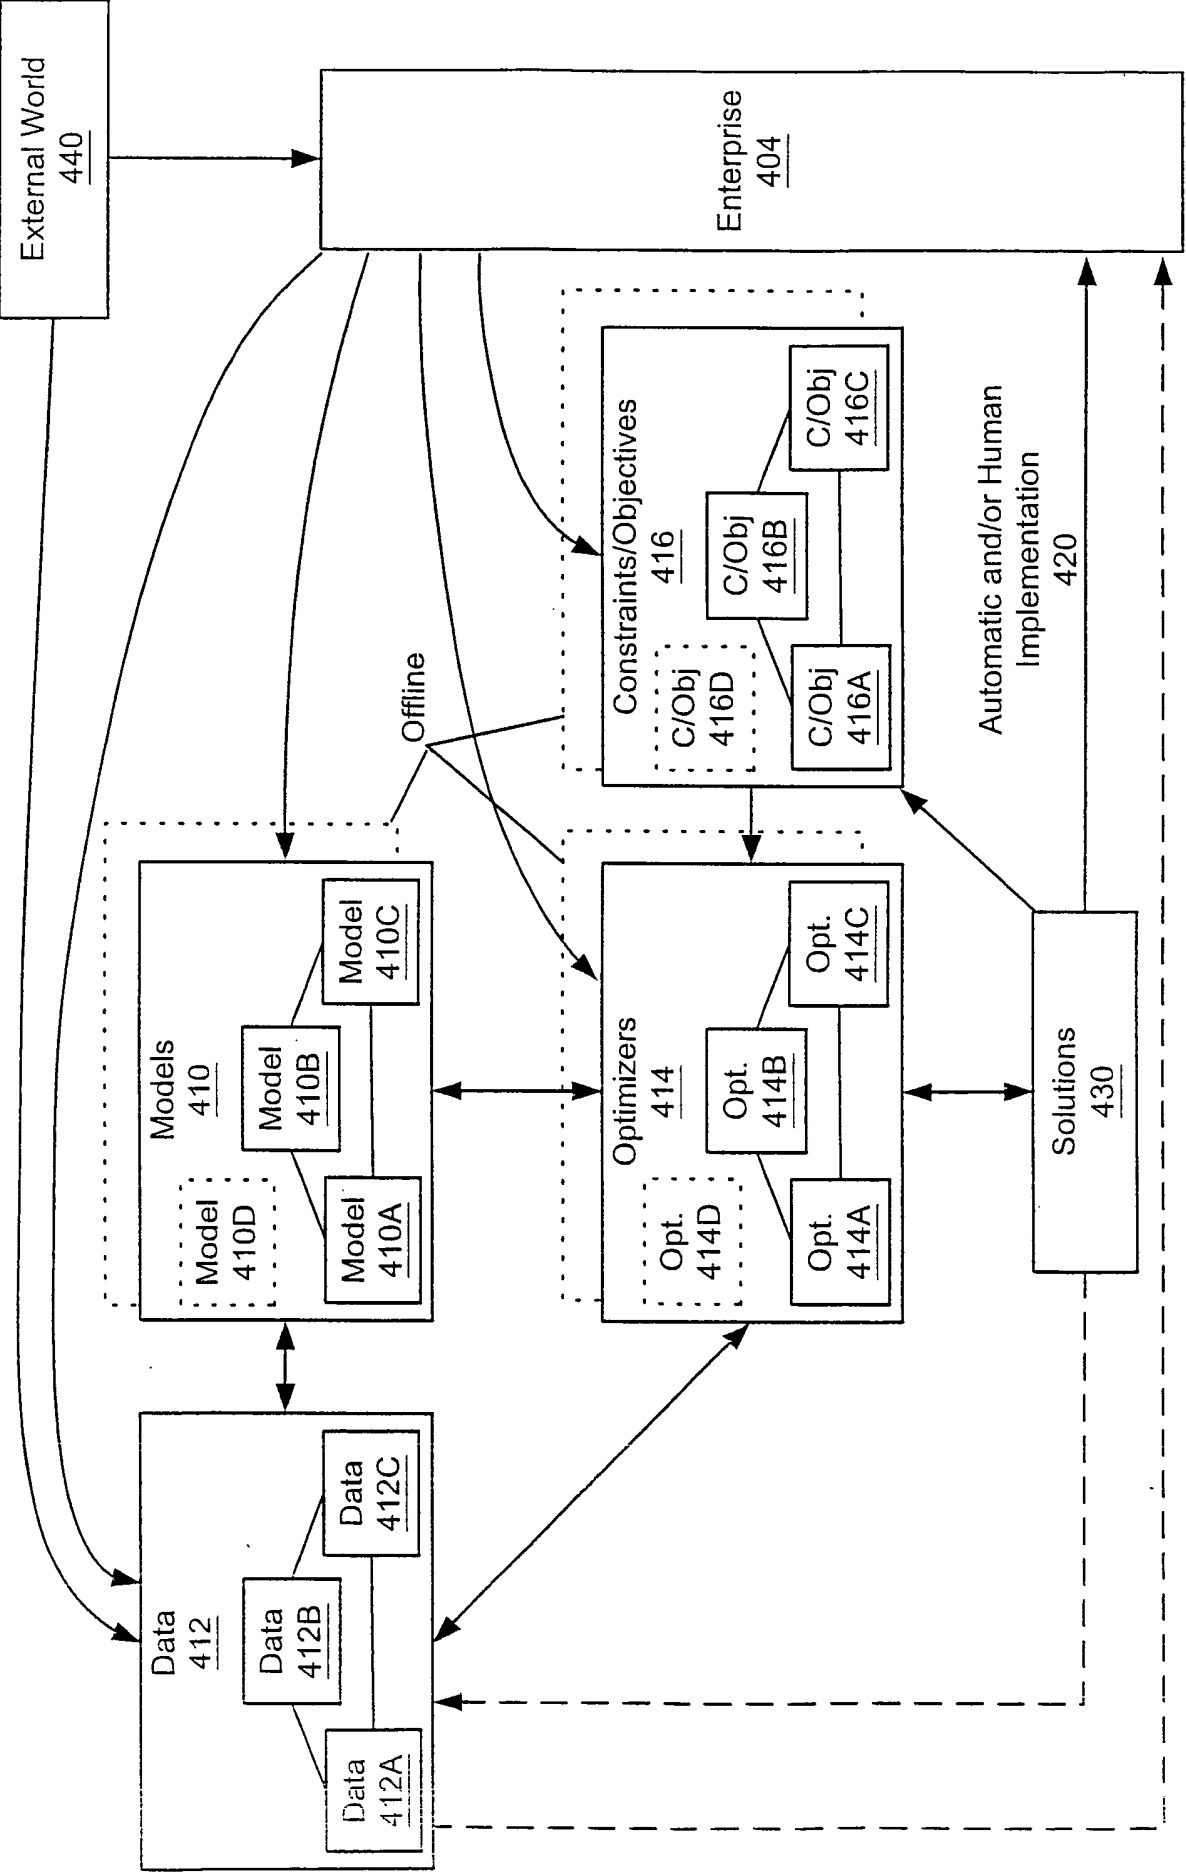 External World
440
Enterprise
404
Data
412
Data
412A
Data
412B
Data
412C
Models
410
Model
410D
Model
410A
Model
410B
Model
410C
Offline
Optimizers
414
Opt.
414D
Opt.
414A
Opt.
414B
Opt.
414C
Constraints/Objectives
416
C/Obj
416D
C/Obj
416A
C/Obj
416B
C/Obj
416C
Solutions
430
Automatic and/or Human
Implementation
420